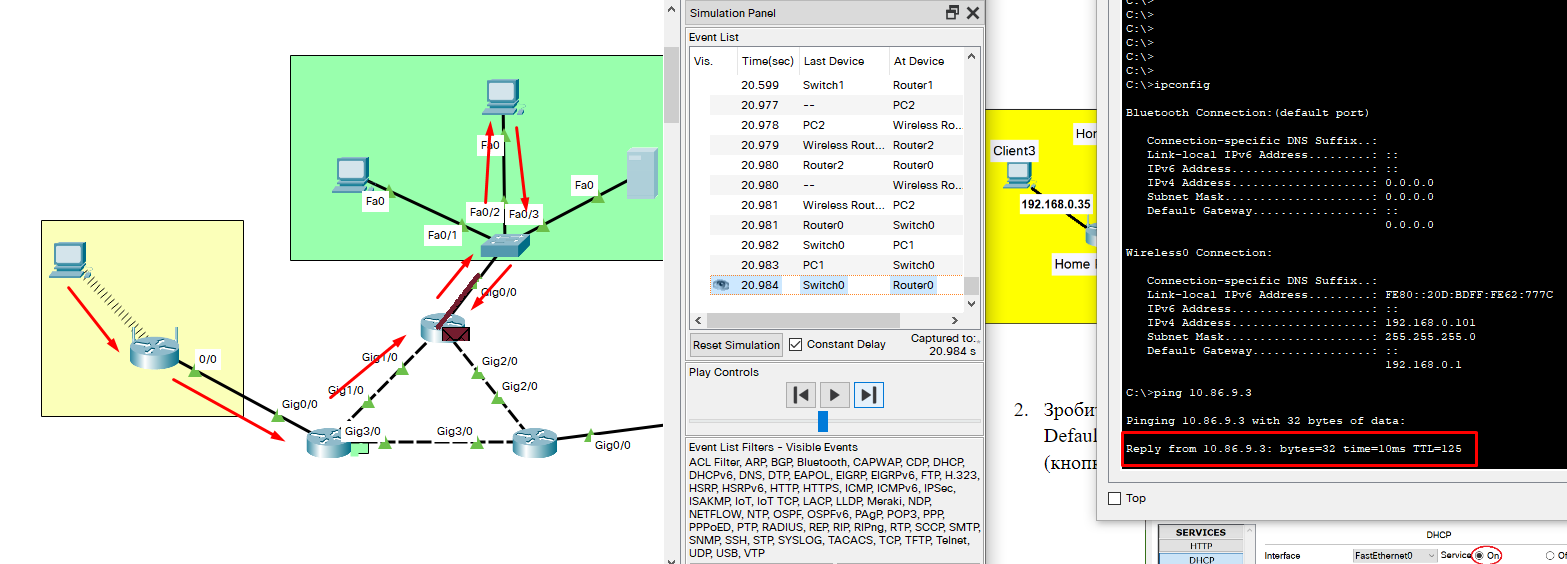 Fa0
Fa0
Fa0
Fa0/2
Fa0/3
Fa0/1
Gig0/0
0/0
Gig1/0
Gig2/0
Gig1/0
Gig2/0
Gig0/0
Gig3/0
Gig3/0
Gig0/0
Simulation Panel
Event List
Vis. Time(sec) Last Device At Device
20.599 Switch1 Router1
20.977 -- PC2
20.978 PC2 Wireless Ro...
20.979 Wireless Rout... Router2
20.980 Router2 Router0
20.980 -- Wireless Ro...
20.981 Wireless Rout... PC2
20.981 Router0 Switch0
20.982 Switch0 PC1
20.983 PC1 Switch0
20.984 Switch0 Router0
Reset Simulation Constant Delay Captured to:
20.984 s
Play Controls
Event List Filters - Visible Events
ACL Filter, ARP, BGP, Bluetooth, CAPWAP, CDP, DHCP,
DHCPv6, DNS, DTP, EAPOL, EIGRP, EIGRPv6, FTP, H.323,
HSRP, HSRPv6, HTTP, HTTPS, ICMP, ICMPv6, IPSec,
ISAKMP, IoT, IoT TCP, LACP, LLDP, Meraki, NDP,
NETFLOW, NTP, OSPF, OSPFv6, PAgP, POP3, PPP,
PPPoED, PTP, RADIUS, REP, RIP, RIPng, RTP, SCCP, SMTP,
SNMP, SSH, STP, SYSLOG, TACACS, TCP, TFTP, Telnet,
UDP, USB, VTP
Client3
192.168.0.35
Home
2.
(кнопк
C:\>
C:\>
C:\>
C:\>
C:\>
C:\>
C:\>ipconfig
Bluetooth Connection:(default port)
Connection-specific DNS Suffix..:
Link-local IPv6 Address.........: ::
IPv6 Address....................: ::
IPv4 Address....................: 0.0.0.0
Subnet Mask.....................: 0.0.0.0
Default Gateway.................: ::
0.0.0.0
Wireless0 Connection:
Connection-specific DNS Suffix..:
Link-local IPv6 Address.........: FE80::20D:BDFF:FE62:777C
IPv6 Address....................: ::
IPv4 Address....................: 192.168.0.101
Subnet Mask.....................: 255.255.255.0
Default Gateway.................: ::
192.168.0.1
C:\>ping 10.86.9.3
Pinging 10.86.9.3 with 32 bytes of data:
Reply from 10.86.9.3: bytes=32 time=10ms TTL=125
Top
SERVICES
HTTP
DHCP
DHCP
Interface FastEthernet0 Service On